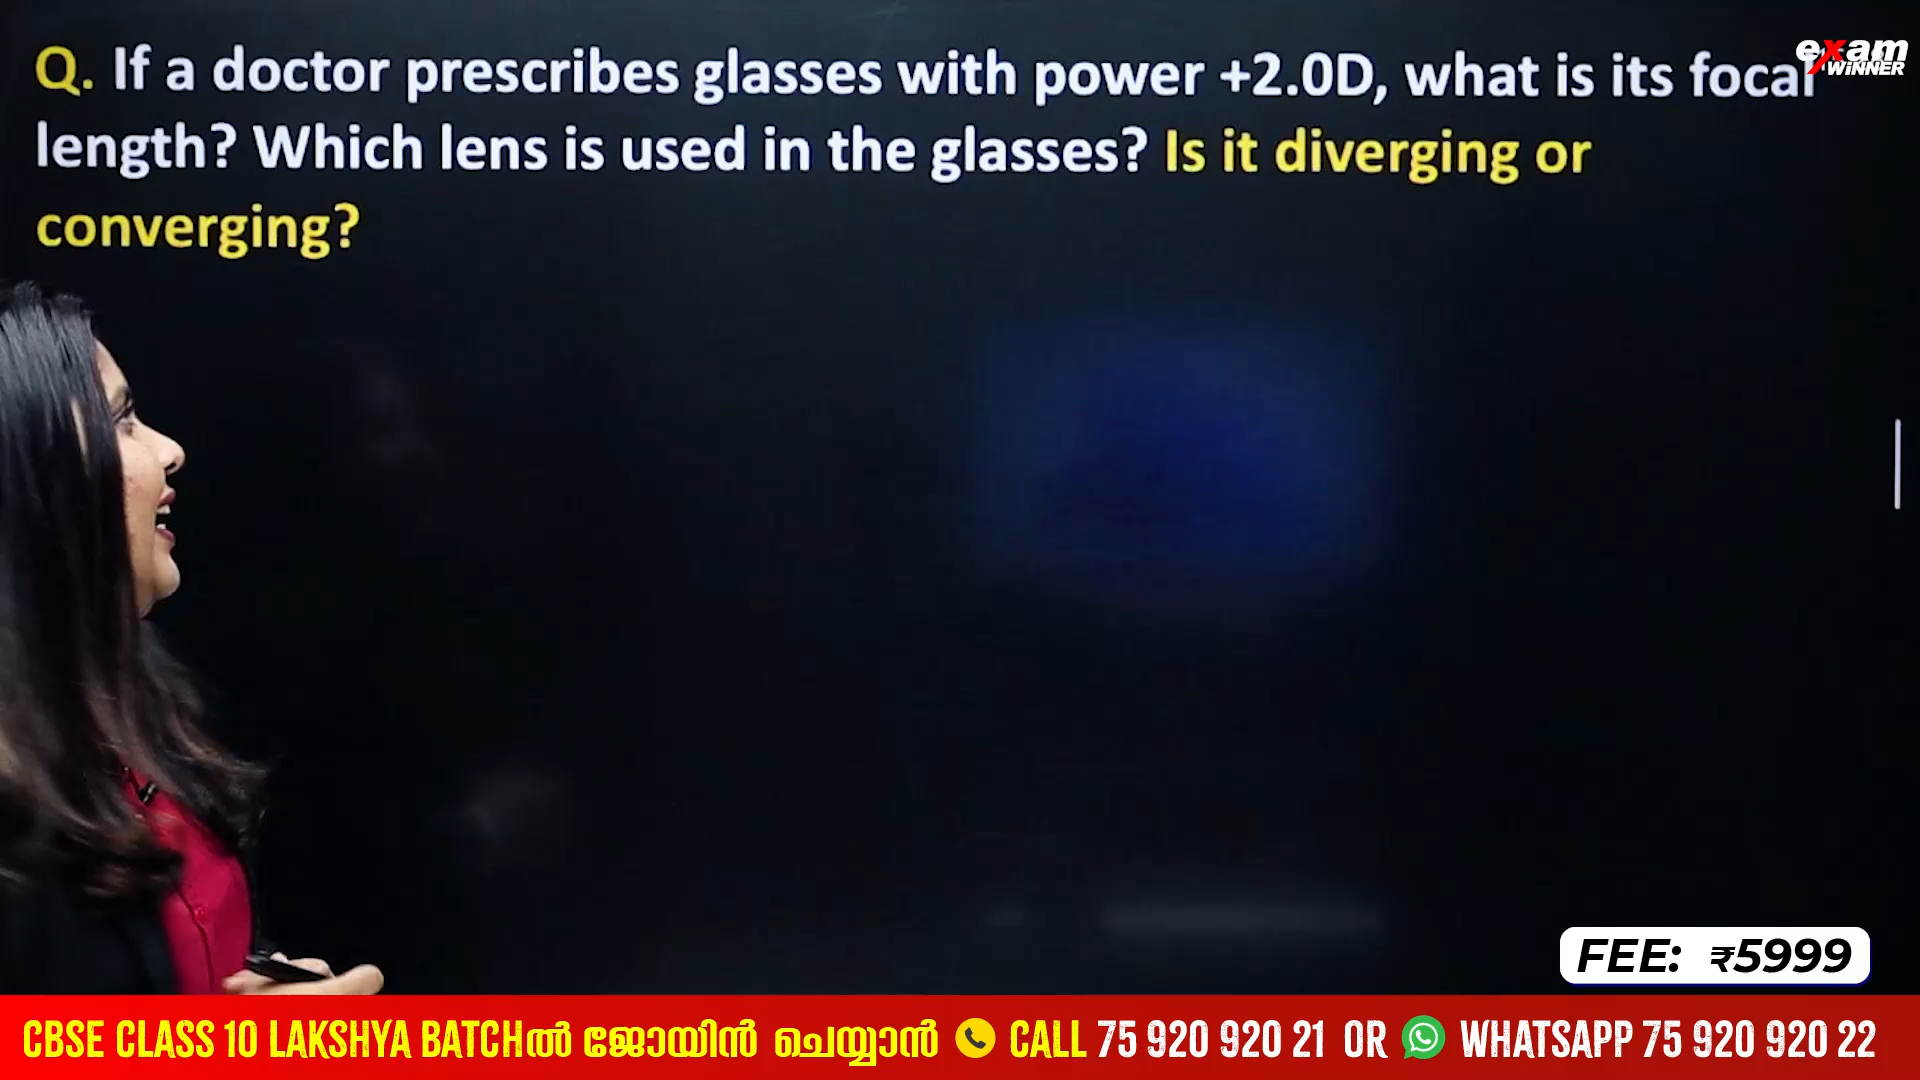 Q. If a doctor prescribes glasses with power +2.0D, what is its focal
length? Which lens is used in the glasses? Is it diverging or
converging?
exam
WiNNER
FEE: ₹5999
CBSE CLASS 10 LAKSHYA BATCHൽ ജോയിൻ ചെയ്യാൻ CALL 75 920 920 21 OR WHATSAPP 75 920 920 22